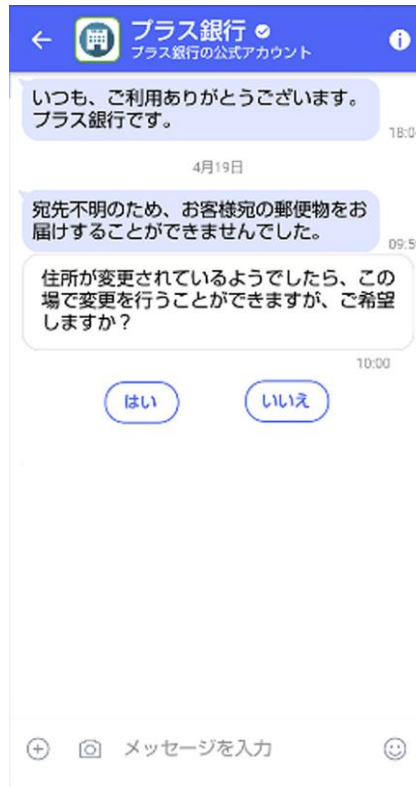 プラス銀行
プラス銀行の公式アカウント
いつも、ご利用ありがとうございます。
プラス銀行です。
18:0
4月19日
宛先不明のため、お客様宛の郵便物をお
届けすることができませんでした。
09:5
住所が変更されているようでしたら、この
場で変更を行うことができますが、ご希望
しますか？
10:00
はい
いいえ
メッセージを入力